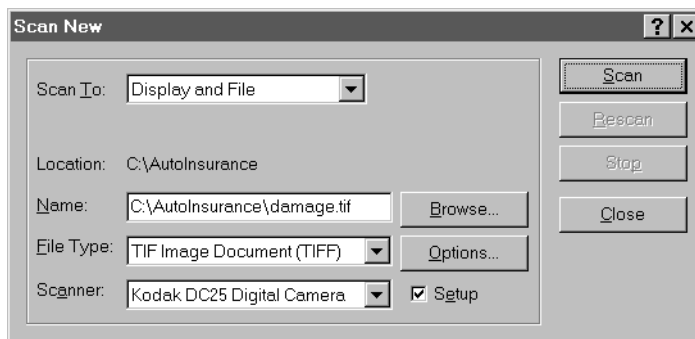 Scan New
Scan To: Display and File
Scan
Rescan
Location: C:\AutoInsurance
Stop
Name: C:\AutoInsurance\damage.tif Browse...
Close
File Type: TIF Image Document (TIFF) Options...
Scanner: Kodak DC25 Digital Camera Setup